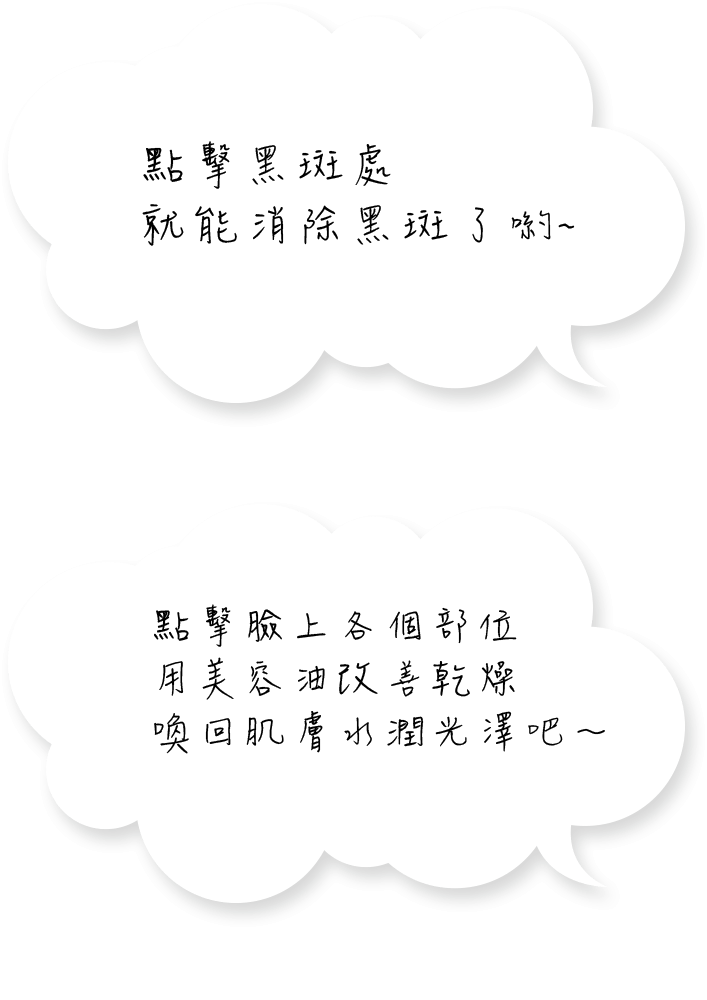 點擊黑斑處
就能消除黑斑了喲~
點擊臉上各個部位
用美容油改善乾燥
喚回肌膚水潤光澤吧~